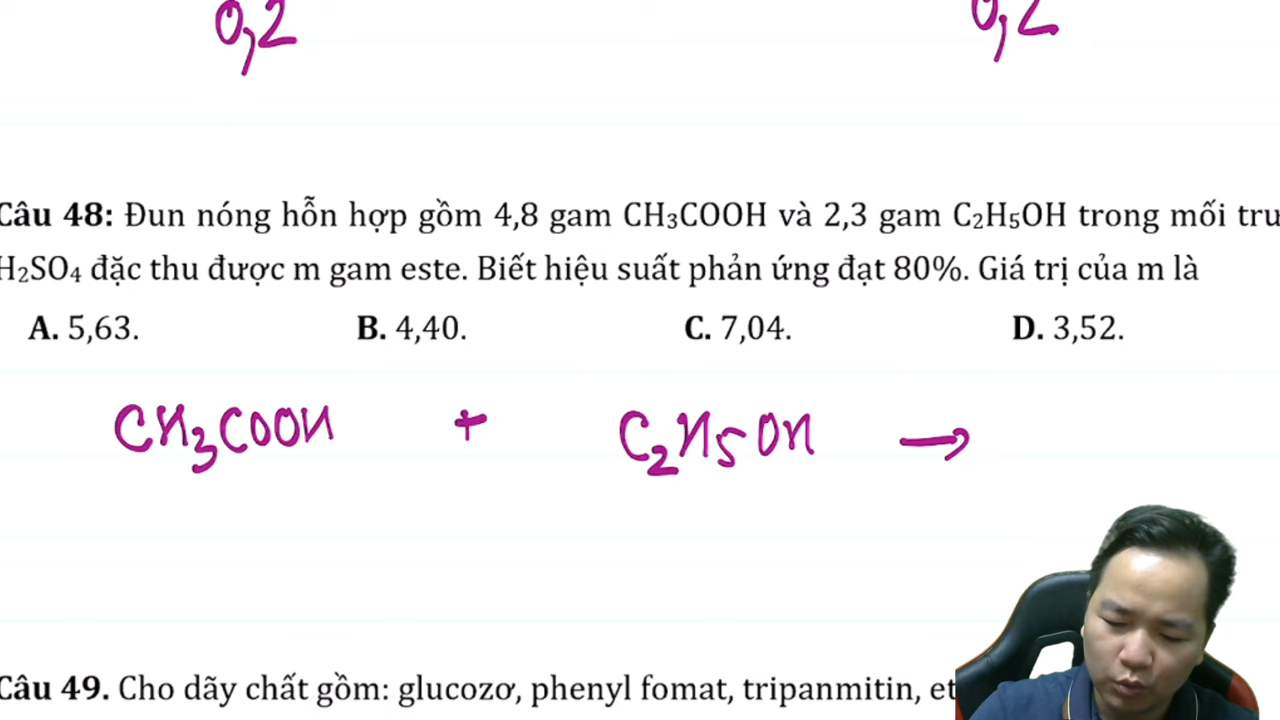 0,2 0,2
Câu 48: Đun nóng hỗn hợp gồm 4,8 gam CH₃COOH và 2,3 gam C₂H₅OH trong mối
H₂SO₄ đặc thu được m gam este. Biết hiệu suất phản ứng đạt 80%. Giá trị của m là
A. 5,63. B. 4,40. C. 7,04. D. 3,52.
CH₃COOH + C₂H₅OH →
Câu 49. Cho dãy chất gồm: glucozơ, phenyl fomat, tripanmitin,